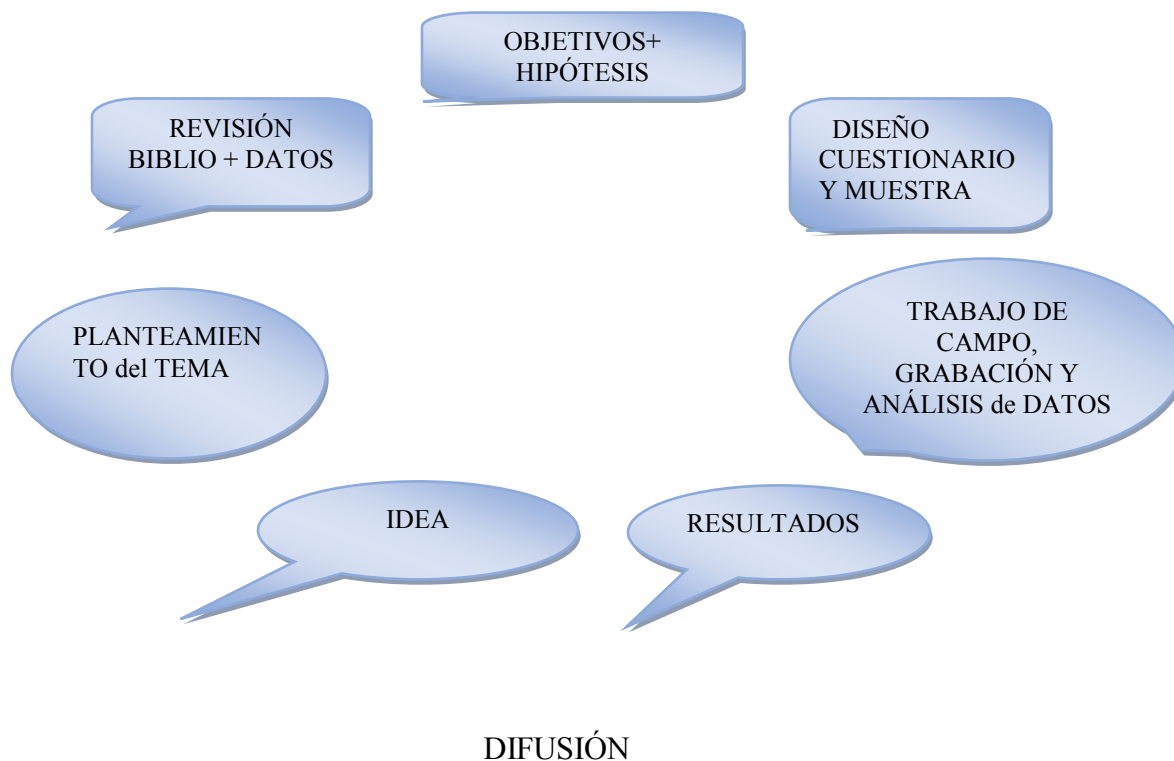 OBJETIVOS+
HIPÓTESIS
REVISIÓN
BIBLIO + DATOS
DISEÑO
CUESTIONARIO
Y MUESTRA
PLANTEAMIEN
TO del TEMA
TRABAJO DE
CAMPO,
GRABACIÓN Y
ANÁLISIS de DATOS
IDEA
RESULTADOS
DIFUSIÓN